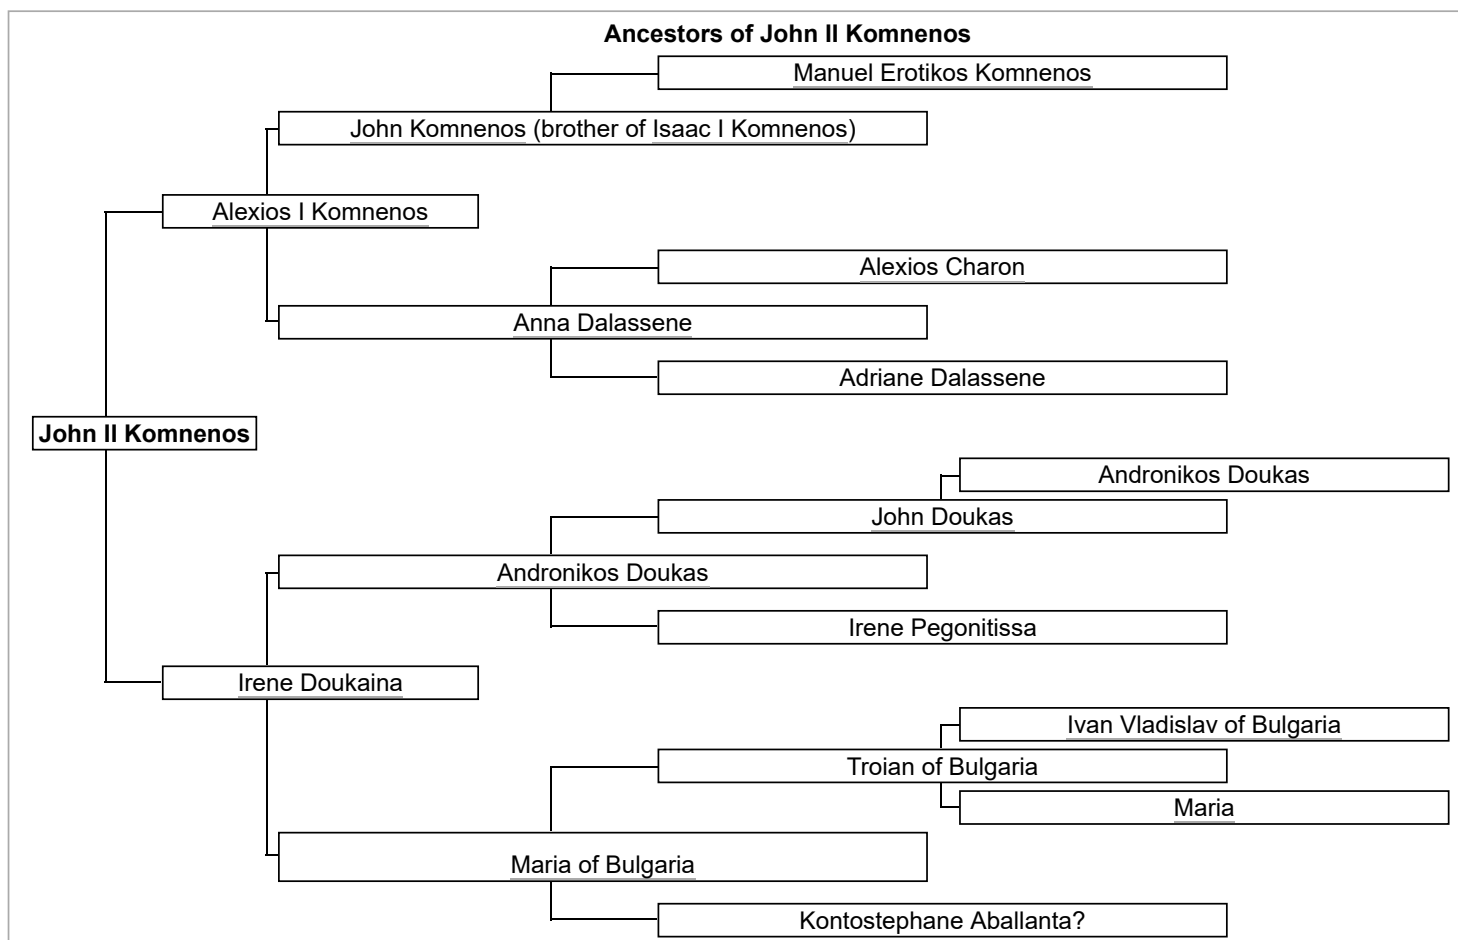 Ancestors of John II Komnenos
Manuel Erotikos Komnenos
John Komnenos (brother of Isaac I Komnenos)
Alexios I Komnenos
Alexios Charon
Anna Dalassene
Adriane Dalassene
John II Komnenos
Andronikos Doukas
John Doukas
Andronikos Doukas
Irene Pegonitissa
Irene Doukaina
Ivan Vladislav of Bulgaria
Troian of Bulgaria
Maria
Maria of Bulgaria
Kontostephane Aballanta?